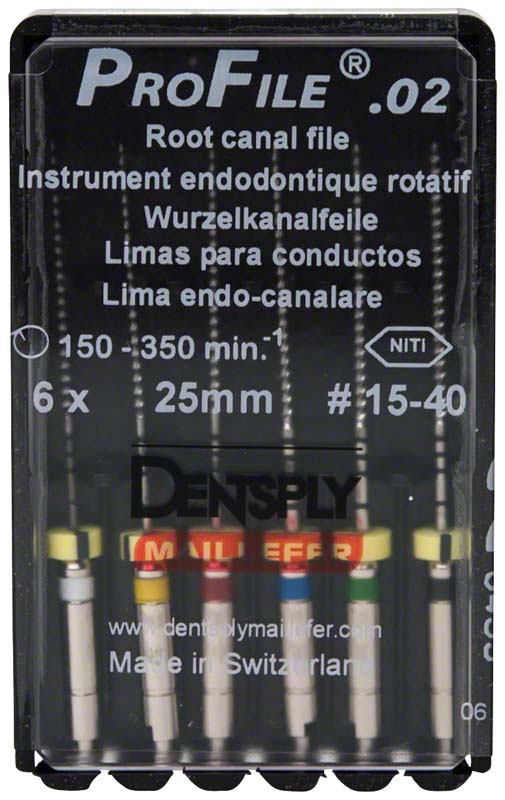 PROFILE® .02
Root canal file
Instrument endodontique rotatif
Wurzelkanalfeile
Limas para conductos
Lima endo-canalare
150 - 350 min.⁻¹ NITI
6 x 25mm # 15-40
DENTSPLY
MAILLEFER
www.dentsplymaillefer.com
Made in Switzerland
06